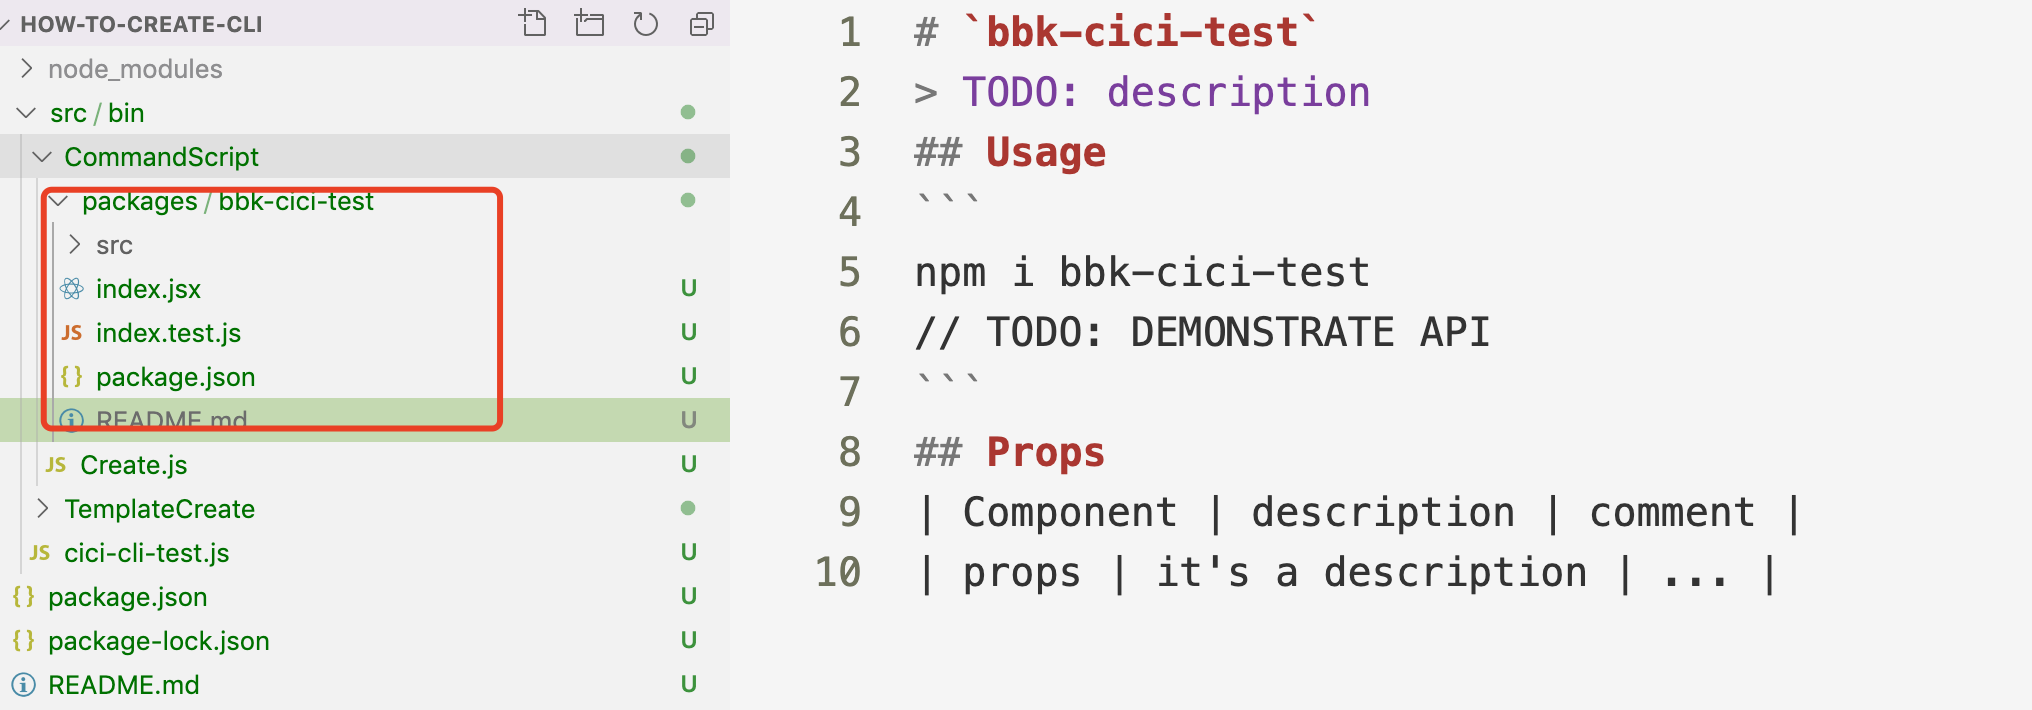 HOW-TO-CREATE-CLI
node_modules
src / bin
CommandScript
packages / bbk-cici-test
src
index.jsx U
JS index.test.js U
{} package.json U
README.md U
JS Create.js U
TemplateCreate
JS cici-cli-test.js U
{} package.json U
{} package-lock.json U
README.md U
1 # `bbk-cici-test`
2 > TODO: description
3 ## Usage
4 ```
5 npm i bbk-cici-test
6 // TODO: DEMONSTRATE API
7 ```
8 ## Props
9 | Component | description | comment |
10 | props | it's a description | ... |